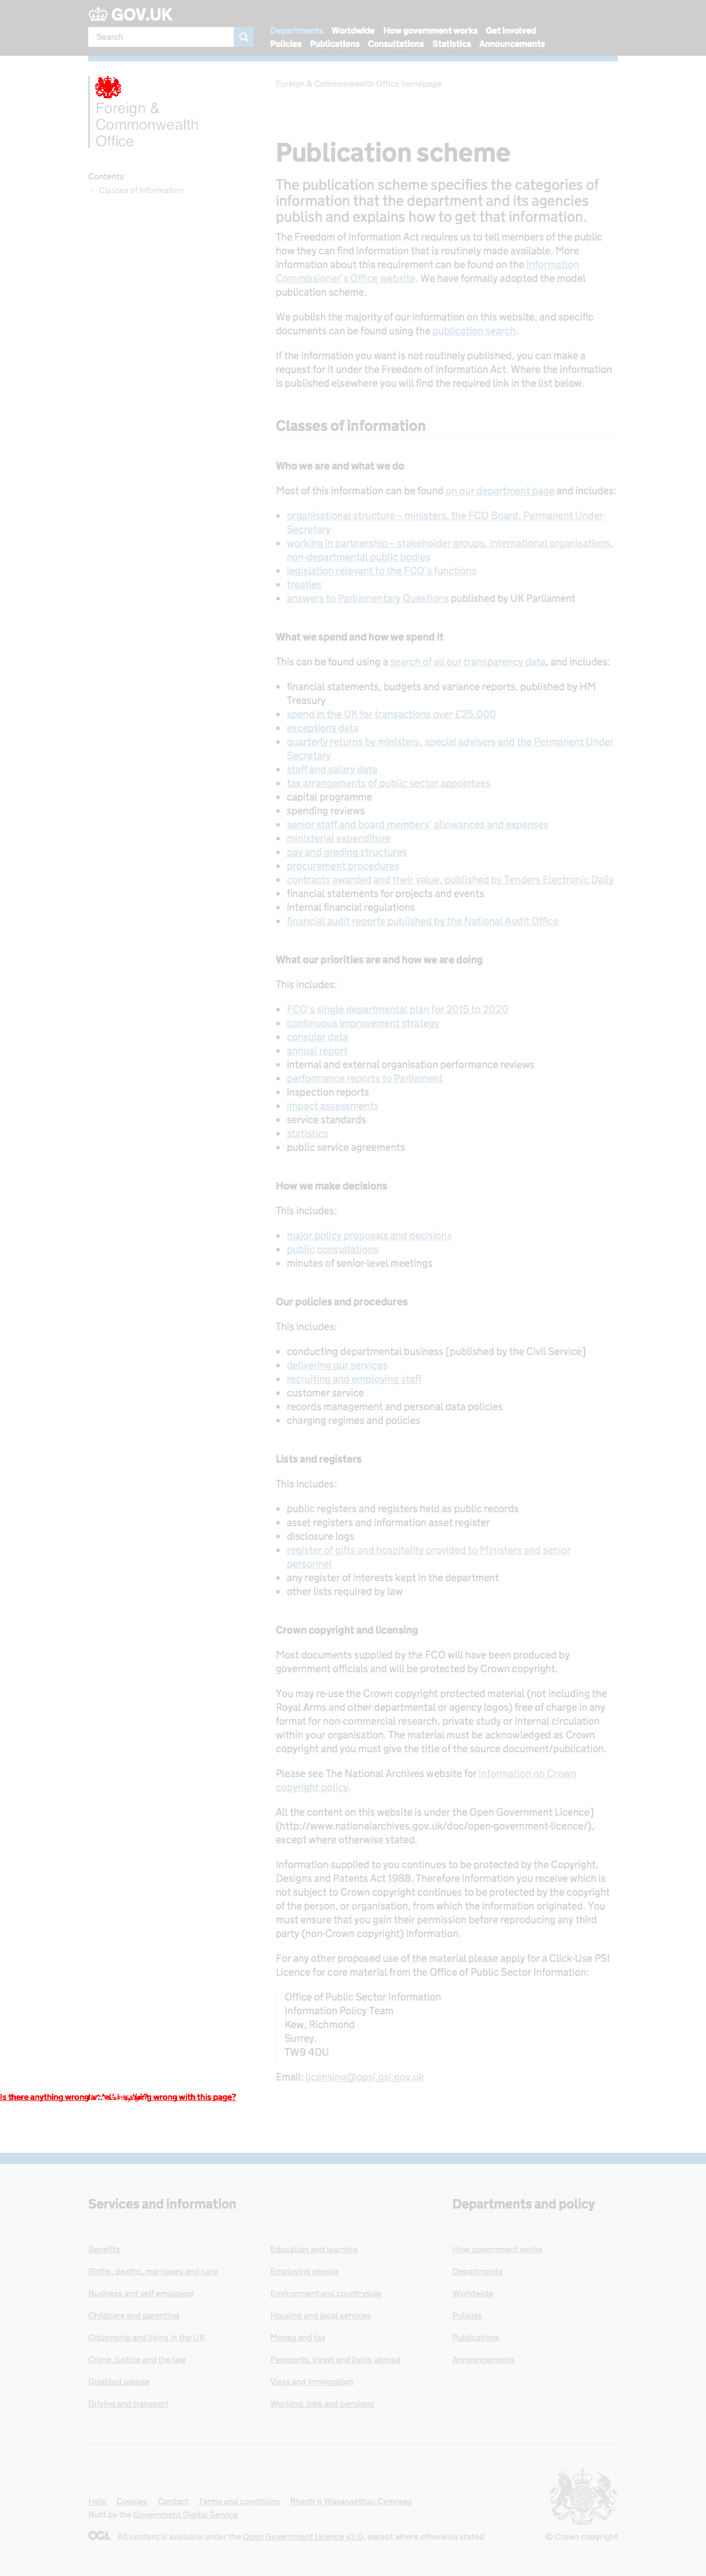 GOV.UK
Search
Departments Worldwide How government works Get involved
Policies Publications Consultations Statistics Announcements
Foreign &
Commonwealth
Office
Foreign & Commonwealth Office homepage
Contents
- Classes of information
Publication scheme
The publication scheme specifies the categories of
information that the department and its agencies
publish and explains how to get that information.
The Freedom of Information Act requires us to tell members of the public
how they can find information that is routinely made available. More
information about this requirement can be found on the Information
Commissioner's Office website. We have formally adopted the model
publication scheme.
We publish the majority of our information on this website, and specific
documents can be found using the publication search.
If the information you want is not routinely published, you can make a
request for it under the Freedom of Information Act. Where the information
is published elsewhere you will find the required link in the list below.
Classes of information
Who we are and what we do
Most of this information can be found on our department page and includes:
• organisational structure – ministers, the FCO Board, Permanent Under-
Secretary
• working in partnership – stakeholder groups, international organisations,
non-departmental public bodies
• legislation relevant to the FCO's functions
• treaties
• answers to Parliamentary Questions published by UK Parliament
What we spend and how we spend it
This can be found using a search of all our transparency data, and includes:
• financial statements, budgets and variance reports, published by HM
Treasury
• spend in the UK for transactions over £25,000
• exceptions data
• quarterly returns by ministers, special advisers and the Permanent Under
Secretary
• staff and salary data
• tax arrangements of public sector appointees
• capital programme
• spending reviews
• senior staff and board members' allowances and expenses
• ministerial expenditure
• pay and grading structures
• procurement procedures
• contracts awarded and their value, published by Tenders Electronic Daily
• financial statements for projects and events
• internal financial regulations
• financial audit reports published by the National Audit Office
What our priorities are and how we are doing
This includes:
• FCO's single departmental plan for 2015 to 2020
• continuous improvement strategy
• consular data
• annual report
• internal and external organisation performance reviews
• performance reports to Parliament
• inspection reports
• impact assessments
• service standards
• statistics
• public service agreements
How we make decisions
This includes:
• major policy proposals and decisions
• public consultations
• minutes of senior-level meetings
Our policies and procedures
This includes:
• conducting departmental business [published by the Civil Service]
• delivering our services
• recruiting and employing staff
• customer service
• records management and personal data policies
• charging regimes and policies
Lists and registers
This includes:
• public registers and registers held as public records
• asset registers and information asset register
• disclosure logs
• register of gifts and hospitality provided to Ministers and senior
personnel
• any register of interests kept in the department
• other lists required by law
Crown copyright and licensing
Most documents supplied by the FCO will have been produced by
government officials and will be protected by Crown copyright.
You may re-use the Crown copyright protected material (not including the
Royal Arms and other departmental or agency logos) free of charge in any
format for non-commercial research, private study or internal circulation
within your organisation. The material must be acknowledged as Crown
copyright and you must give the title of the source document/publication.
Please see The National Archives website for information on Crown
copyright policy.
All the content on this website is under the Open Government Licence]
(http://www.nationalarchives.gov.uk/doc/open-government-licence/),
except where otherwise stated.
Information supplied to you continues to be protected by the Copyright,
Designs and Patents Act 1988. Therefore information you receive which is
not subject to Crown copyright continues to be protected by the copyright
of the person, or organisation, from which the information originated. You
must ensure that you gain their permission before reproducing any third
party (non-Crown copyright) information.
For any other proposed use of the material please apply for a Click-Use PSI
Licence for core material from the Office of Public Sector Information:
Office of Public Sector Information
Information Policy Team
Kew, Richmond
Surrey.
TW9 4DU
Email: licensing@opsi.gsi.gov.uk
Is there anything wrong wrong with this page?
Services and information
Departments and policy
Benefits
Births, deaths, marriages and care
Business and self-employed
Childcare and parenting
Citizenship and living in the UK
Crime, justice and the law
Disabled people
Driving and transport
Education and learning
Employing people
Environment and countryside
Housing and local services
Money and tax
Passports, travel and living abroad
Visas and immigration
Working, jobs and pensions
How government works
Departments
Worldwide
Policies
Publications
Announcements
Help Cookies Contact Terms and conditions Rhestr o Wasanaethau Cymraeg
Built by the Government Digital Service
OGL All content is available under the Open Government Licence v3.0, except where otherwise stated
© Crown copyright